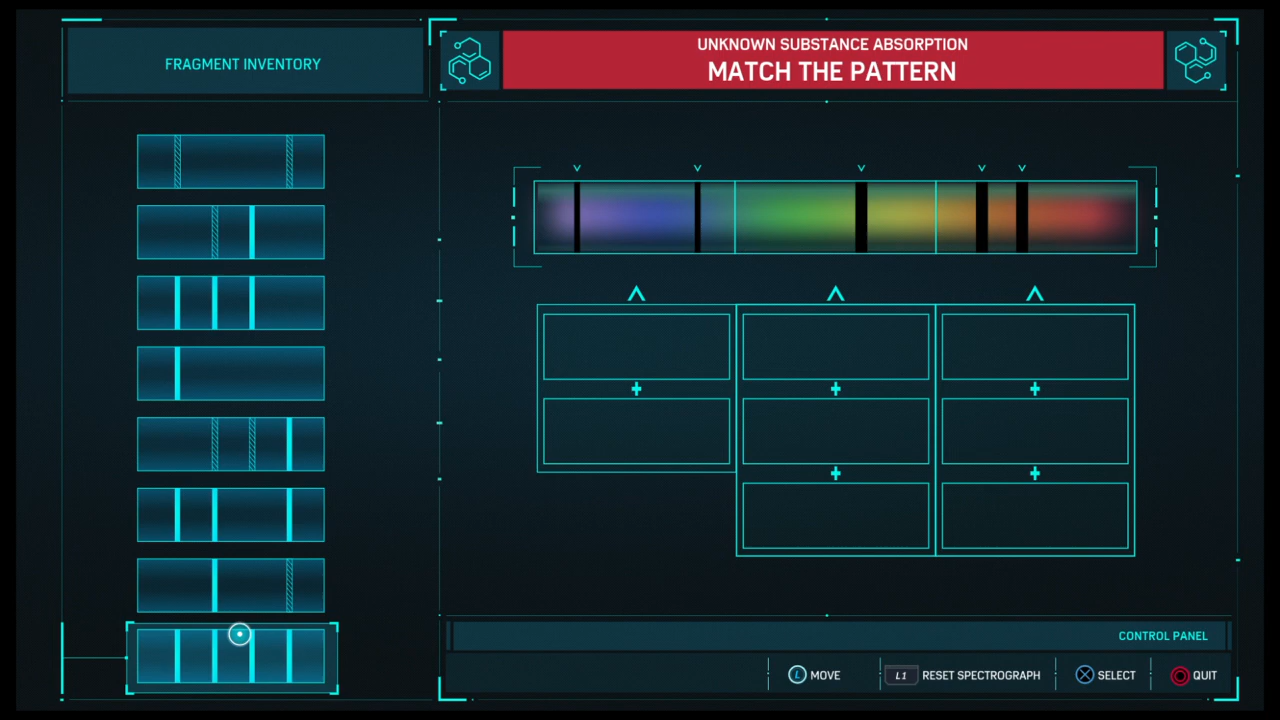 FRAGMENT INVENTORY
UNKNOWN SUBSTANCE ABSORPTION
MATCH THE PATTERN
CONTROL PANEL
L MOVE
L1 RESET SPECTROGRAPH
SELECT
QUIT